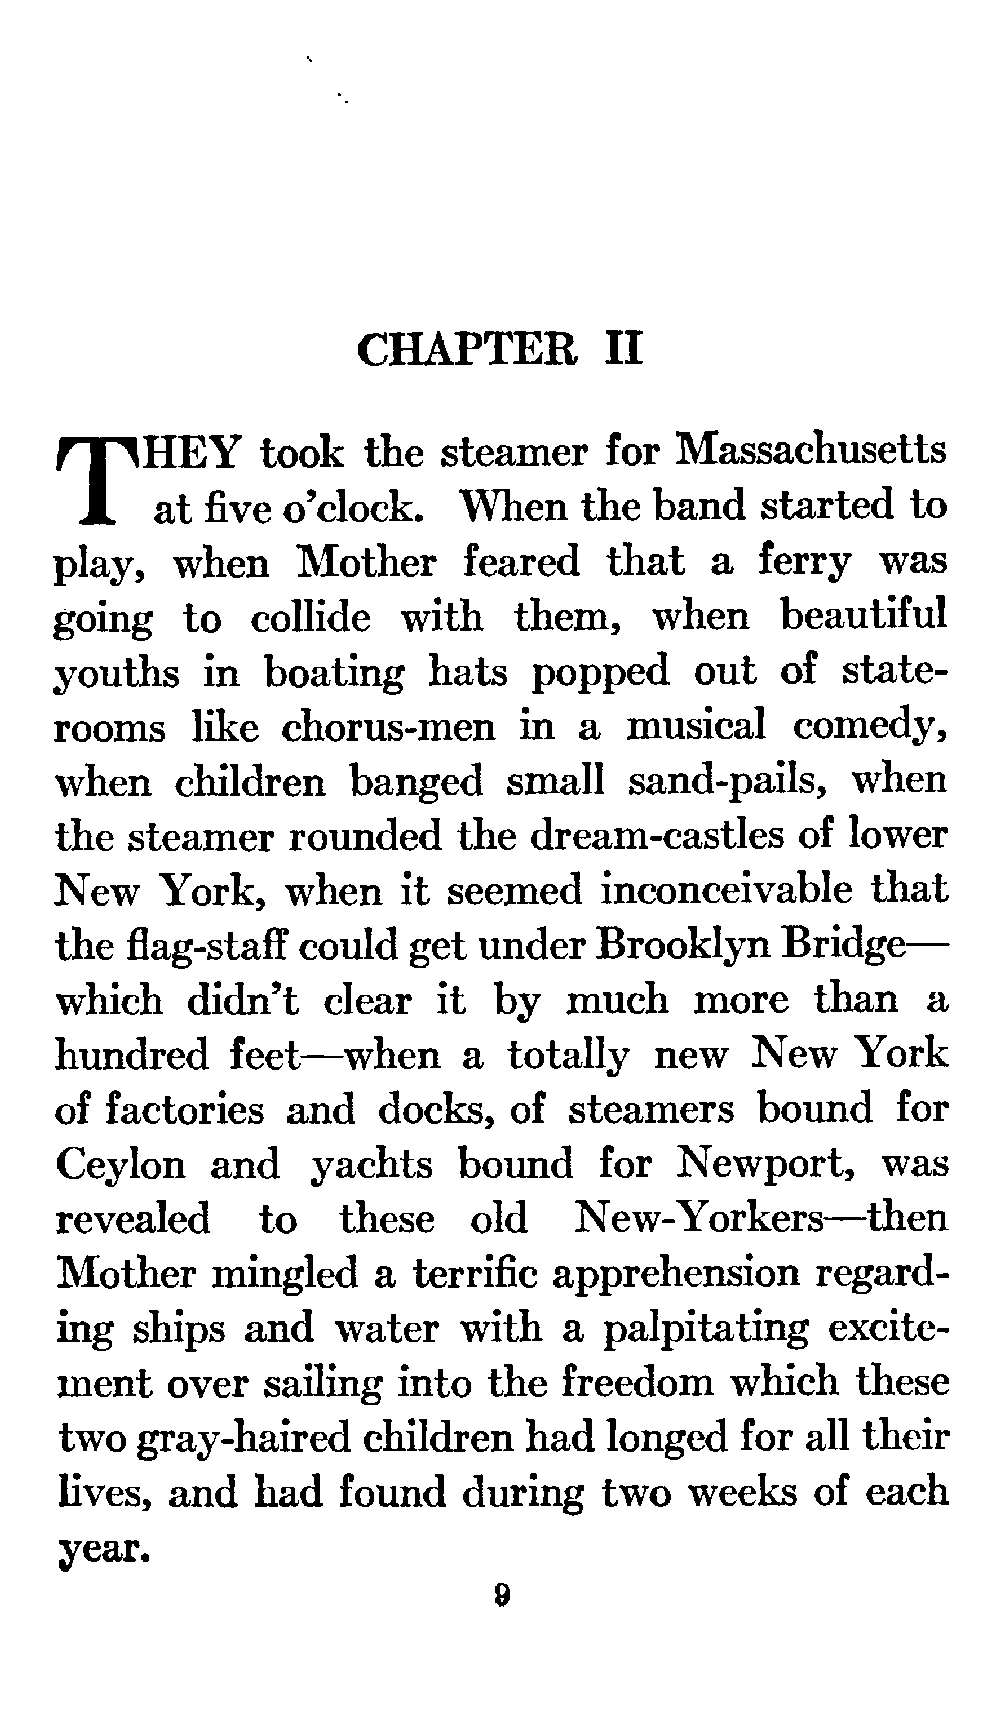 CHAPTER II
THEY took the steamer for Massachusetts
at five o'clock. When the band started to
play, when Mother feared that a ferry was
going to collide with them, when beautiful
youths in boating hats popped out of state-
rooms like chorus-men in a musical comedy,
when children banged small sand-pails, when
the steamer rounded the dream-castles of lower
New York, when it seemed inconceivable that
the flag-staff could get under Brooklyn Bridge—
which didn't clear it by much more than a
hundred feet—when a totally new New York
of factories and docks, of steamers bound for
Ceylon and yachts bound for Newport, was
revealed to these old New-Yorkers—then
Mother mingled a terrific apprehension regard-
ing ships and water with a palpitating excite-
ment over sailing into the freedom which these
two gray-haired children had longed for all their
lives, and had found during two weeks of each
year.
9